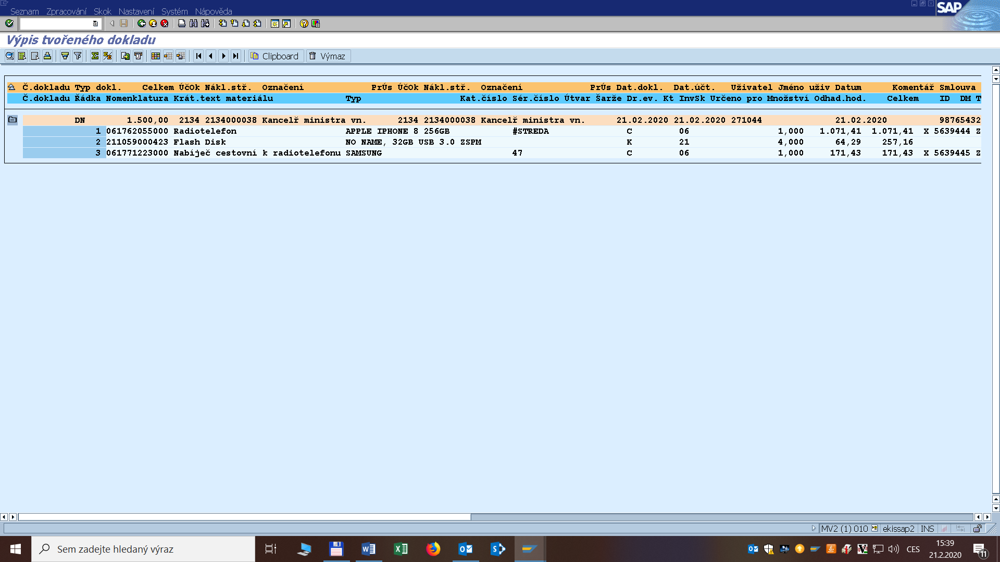 Seznam Zpracování Skok Nastavení Systém Nápověda
SAP
Výpis tvořeného dokladu
Clipboard Výmaz
Č.dokladu Typ dokl. Celkem ÚčOk Nákl.stř. Označení PrÚs ÚčOk Nákl.stř. Označení PrÚs Dat.dokl. Dat.účt. Uživatel Jméno uživ Datum Komentář Smlouva
Č.dokladu Řádka Nomenklatura Krát.text materiálu Typ Kat.číslo Sér.číslo Útvar Šarže Dr.ev. Kt InvSk Určeno pro Množství Odhad.hod. Celkem ID DM T
DN 1.500,00 2134 2134000038 Kancelř ministra vn. 2134 2134000038 Kancelř ministra vn. 21.02.2020 21.02.2020 271044 21.02.2020 98765432
1 061762055000 Radiotelefon APPLE IPHONE 8 256GB #STREDA C 06 1,000 1.071,41 1.071,41 X 5639444 Z
2 211059000423 Flash Disk NO NAME, 32GB USB 3.0 ZSPM K 21 4,000 64,29 257,16
3 061771223000 Nabíječ cestovní k radiotelefonu SAMSUNG 47 C 06 1,000 171,43 171,43 X 5639445 Z
MV2 (1) 010 ekissap2 INS
Sem zadejte hledaný výraz
CES
15:39
21.2.2020
11